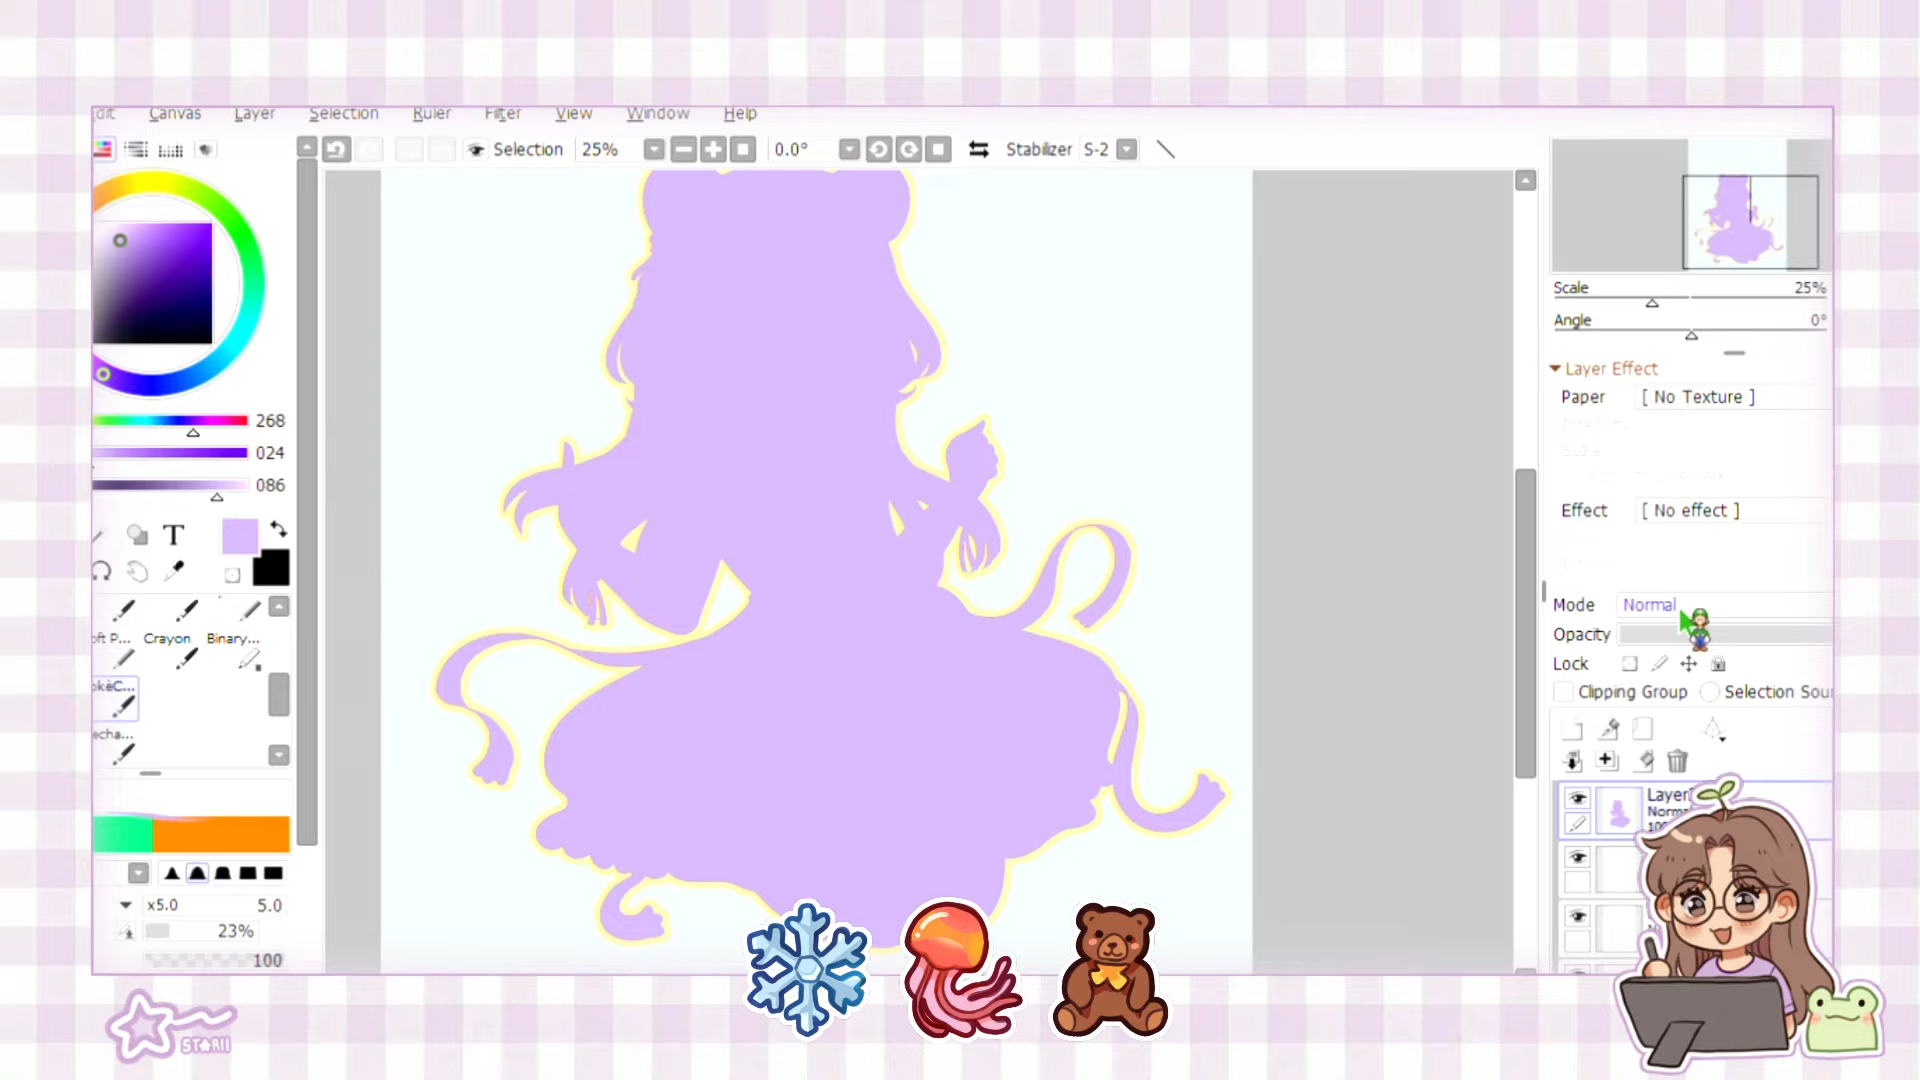 Canvas Layer Selection Ruler Filter View Window Help
Selection 25% 0.0° Stabilizer S-2
Scale 25%
Angle 0°
Layer Effect
Paper [ No Texture ]
Effect [ No effect ]
Mode Normal
Opacity
Lock
Clipping Group Selection Sou
268
024
086
T
Crayon Binary...
x5.0 5.0
23%
100
Layer
STARII